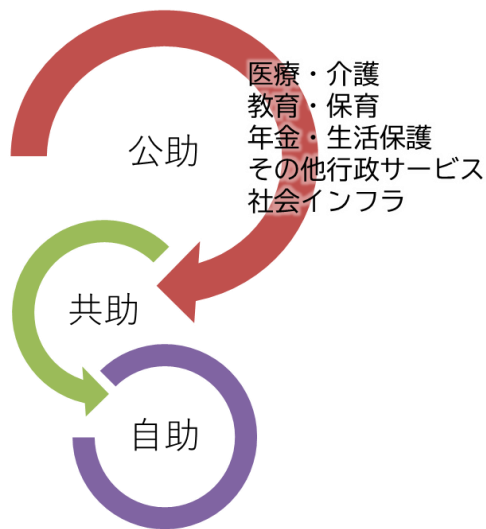 医療・介護
教育・保育
年金・生活保護
その他行政サービス
社会インフラ
公助
共助
自助